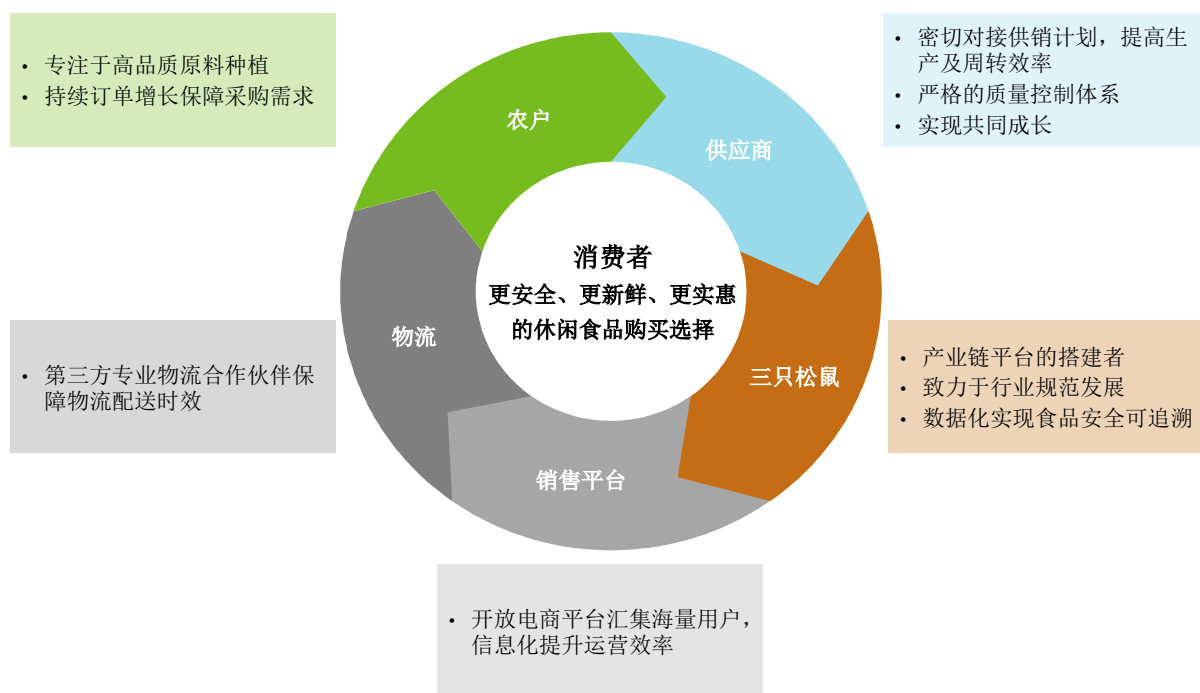 • 专注于高品质原料种植
• 持续订单增长保障采购需求
农户
• 密切对接供销计划，提高生
产及周转效率
• 严格的质量控制体系
• 实现共同成长
供应商
消费者
更安全、更新鲜、更实惠
的休闲食品购买选择
物流
• 第三方专业物流合作伙伴保
障物流配送时效
三只松鼠
• 产业链平台的搭建者
• 致力于行业规范发展
• 数据化实现食品安全可追溯
销售平台
• 开放电商平台汇集海量用户，
信息化提升运营效率